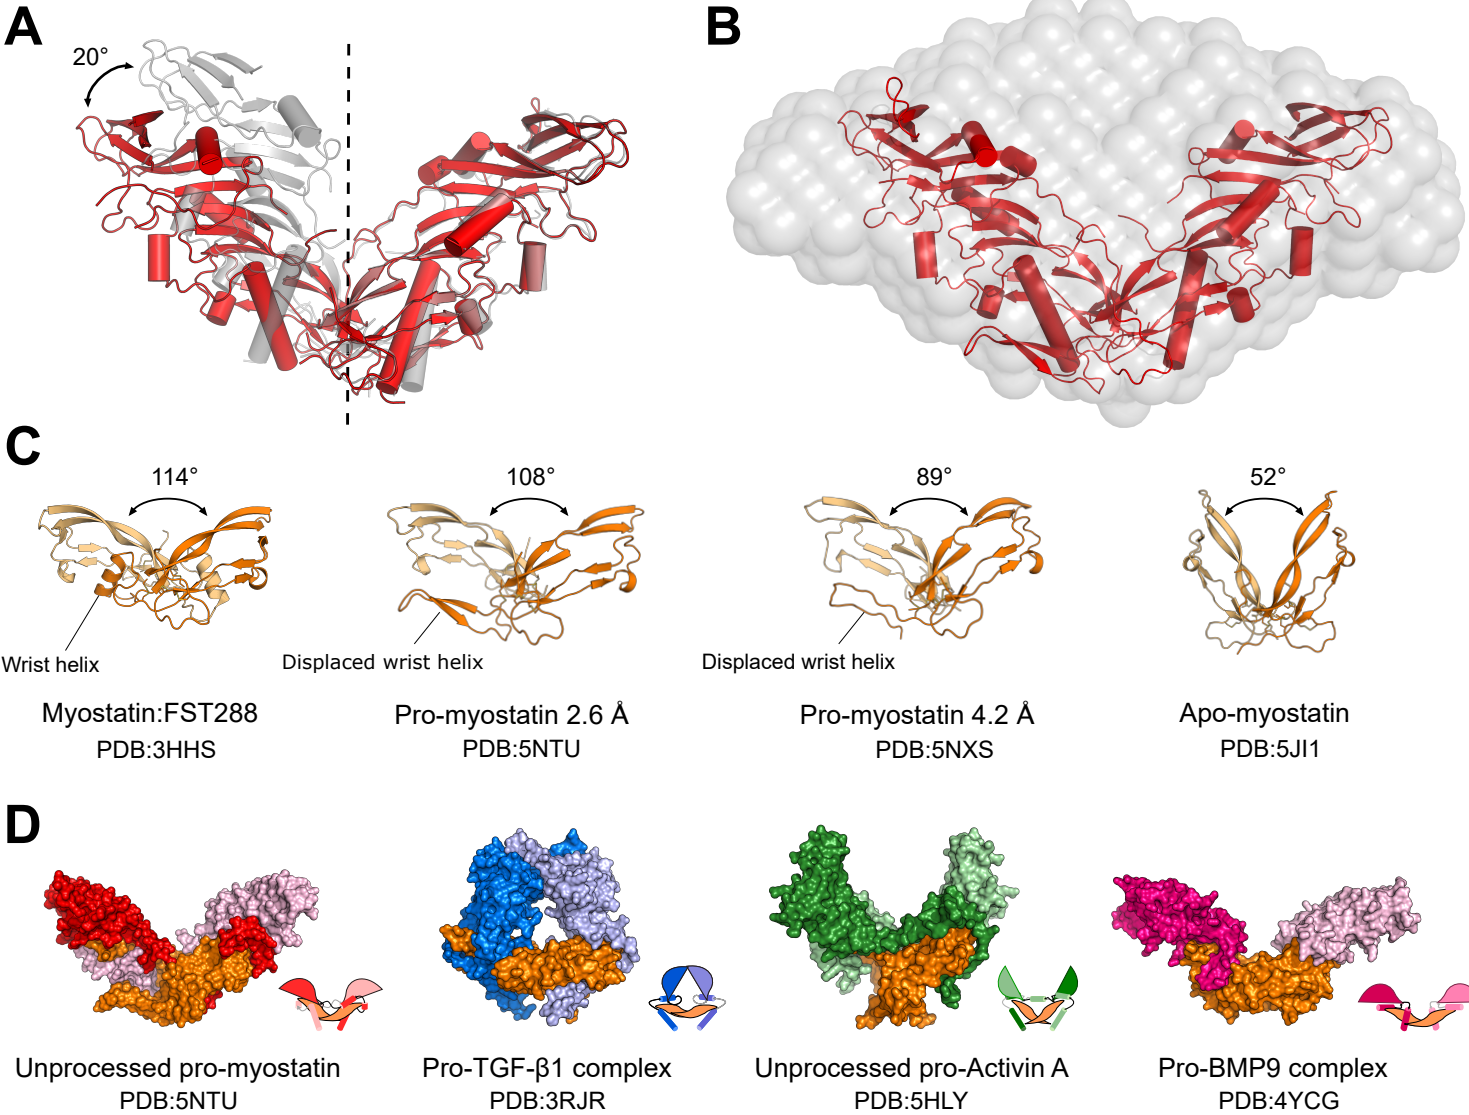 A
B
20°
C
114°
108°
89°
52°
Wrist helix
Displaced wrist helix
Displaced wrist helix
Myostatin:FST288
PDB:3HHS
Pro-myostatin 2.6 Å
PDB:5NTU
Pro-myostatin 4.2 Å
PDB:5NXS
Apo-myostatin
PDB:5JI1
D
Unprocessed pro-myostatin
PDB:5NTU
Pro-TGF-β1 complex
PDB:3RJR
Unprocessed pro-Activin A
PDB:5HLY
Pro-BMP9 complex
PDB:4YCG